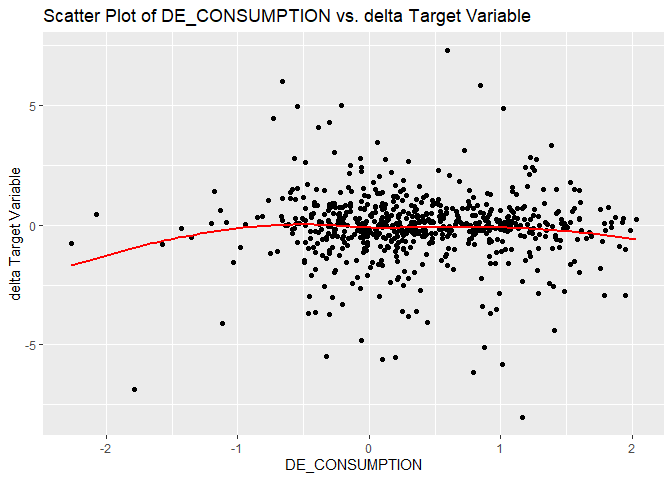 Scatter Plot of DE_CONSUMPTION vs. delta Target Variable
5
0
-5
delta Target Variable
-2
-1
0
1
2
DE_CONSUMPTION